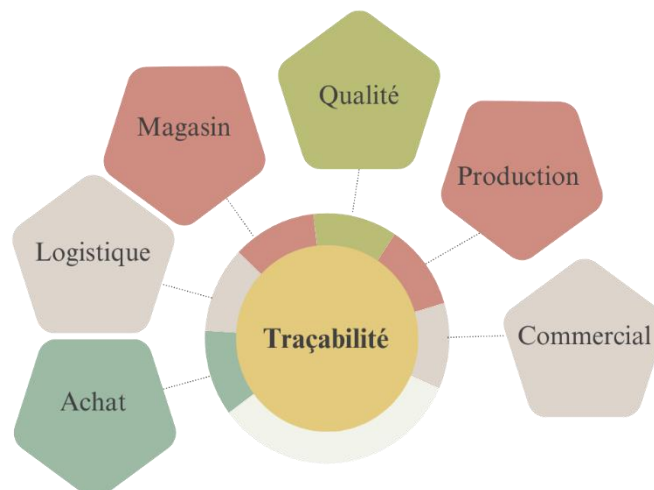 Qualité
Magasin
Production
Logistique
Commercial
Traçabilité
Achat